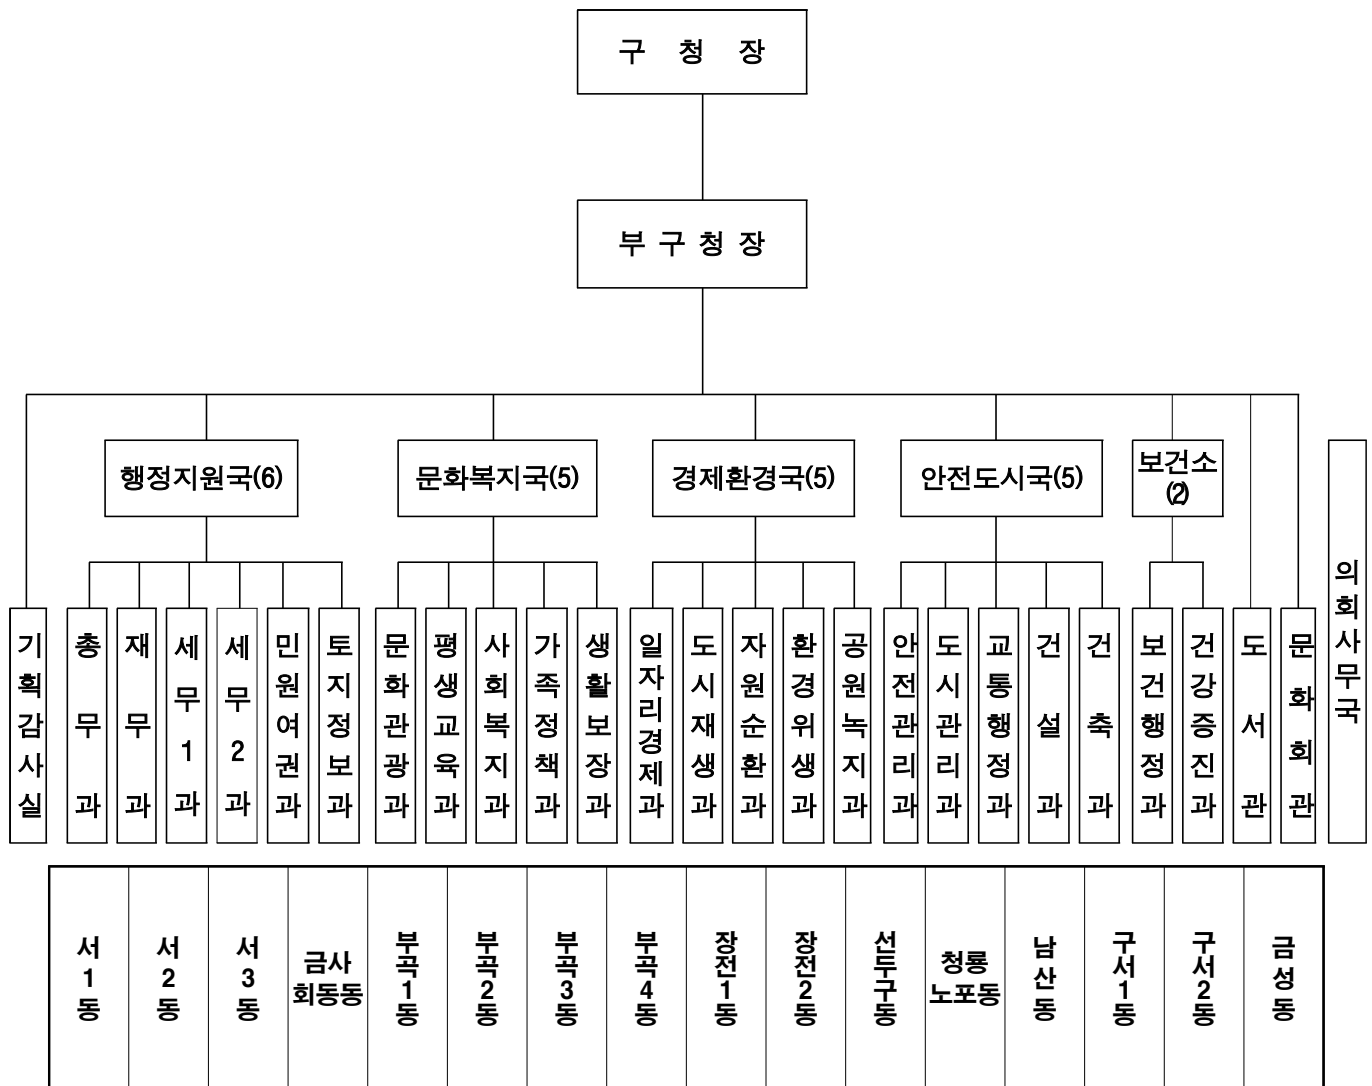 구 청 장
부 구 청 장
행정지원국(6)
문화복지국(5)
경제환경국(5)
안전도시국(5)
보건소
(2)
기획감사실
총무과
재무과
세무1과
세무2과
민원여권과
토지정보과
문화관광과
평생교육과
사회복지과
가족정책과
생활보장과
일자리경제과
도시재생과
자원순환과
환경위생과
공원녹지과
안전관리과
도시관리과
교통행정과
건설과
건축과
보건행정과
건강증진과
도서관
문화회관
의회사무국
서1동
서2동
서3동
금사
회동동
부곡1동
부곡2동
부곡3동
부곡4동
장전1동
장전2동
선두구동
청룡
노포동
남산동
구서1동
구서2동
금성동